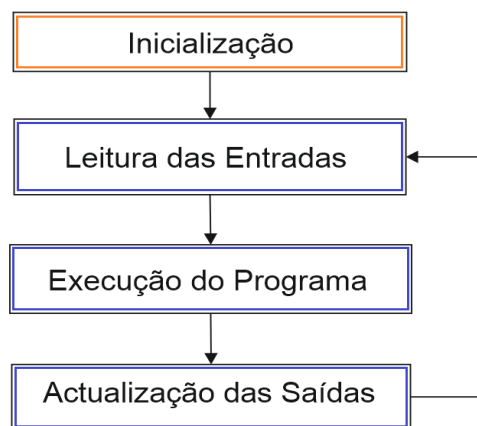 Inicialização
Leitura das Entradas
Execução do Programa
Actualização das Saídas